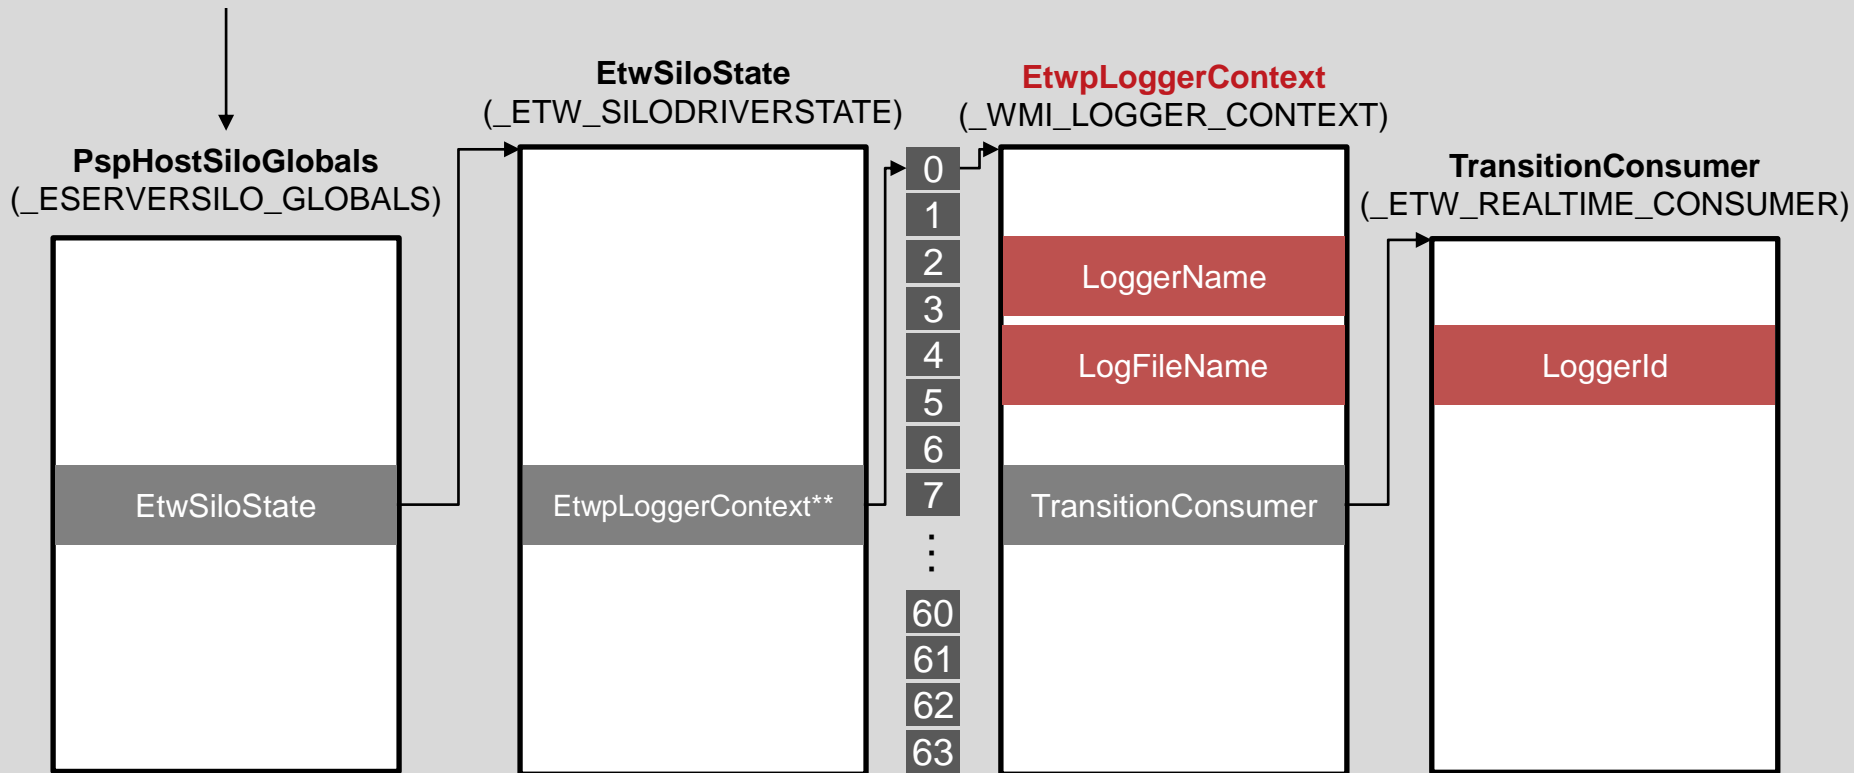 PspHostSiloGlobals
(_ESERVERSILO_GLOBALS)
EtwSiloState
EtwSiloState
(_ETW_SILODRIVERSTATE)
EtwpLoggerContext**
0
1
2
3
4
5
6
7
⋮
60
61
62
63
EtwpLoggerContext
(_WMI_LOGGER_CONTEXT)
LoggerName
LogFileName
TransitionConsumer
TransitionConsumer
(_ETW_REALTIME_CONSUMER)
LoggerId